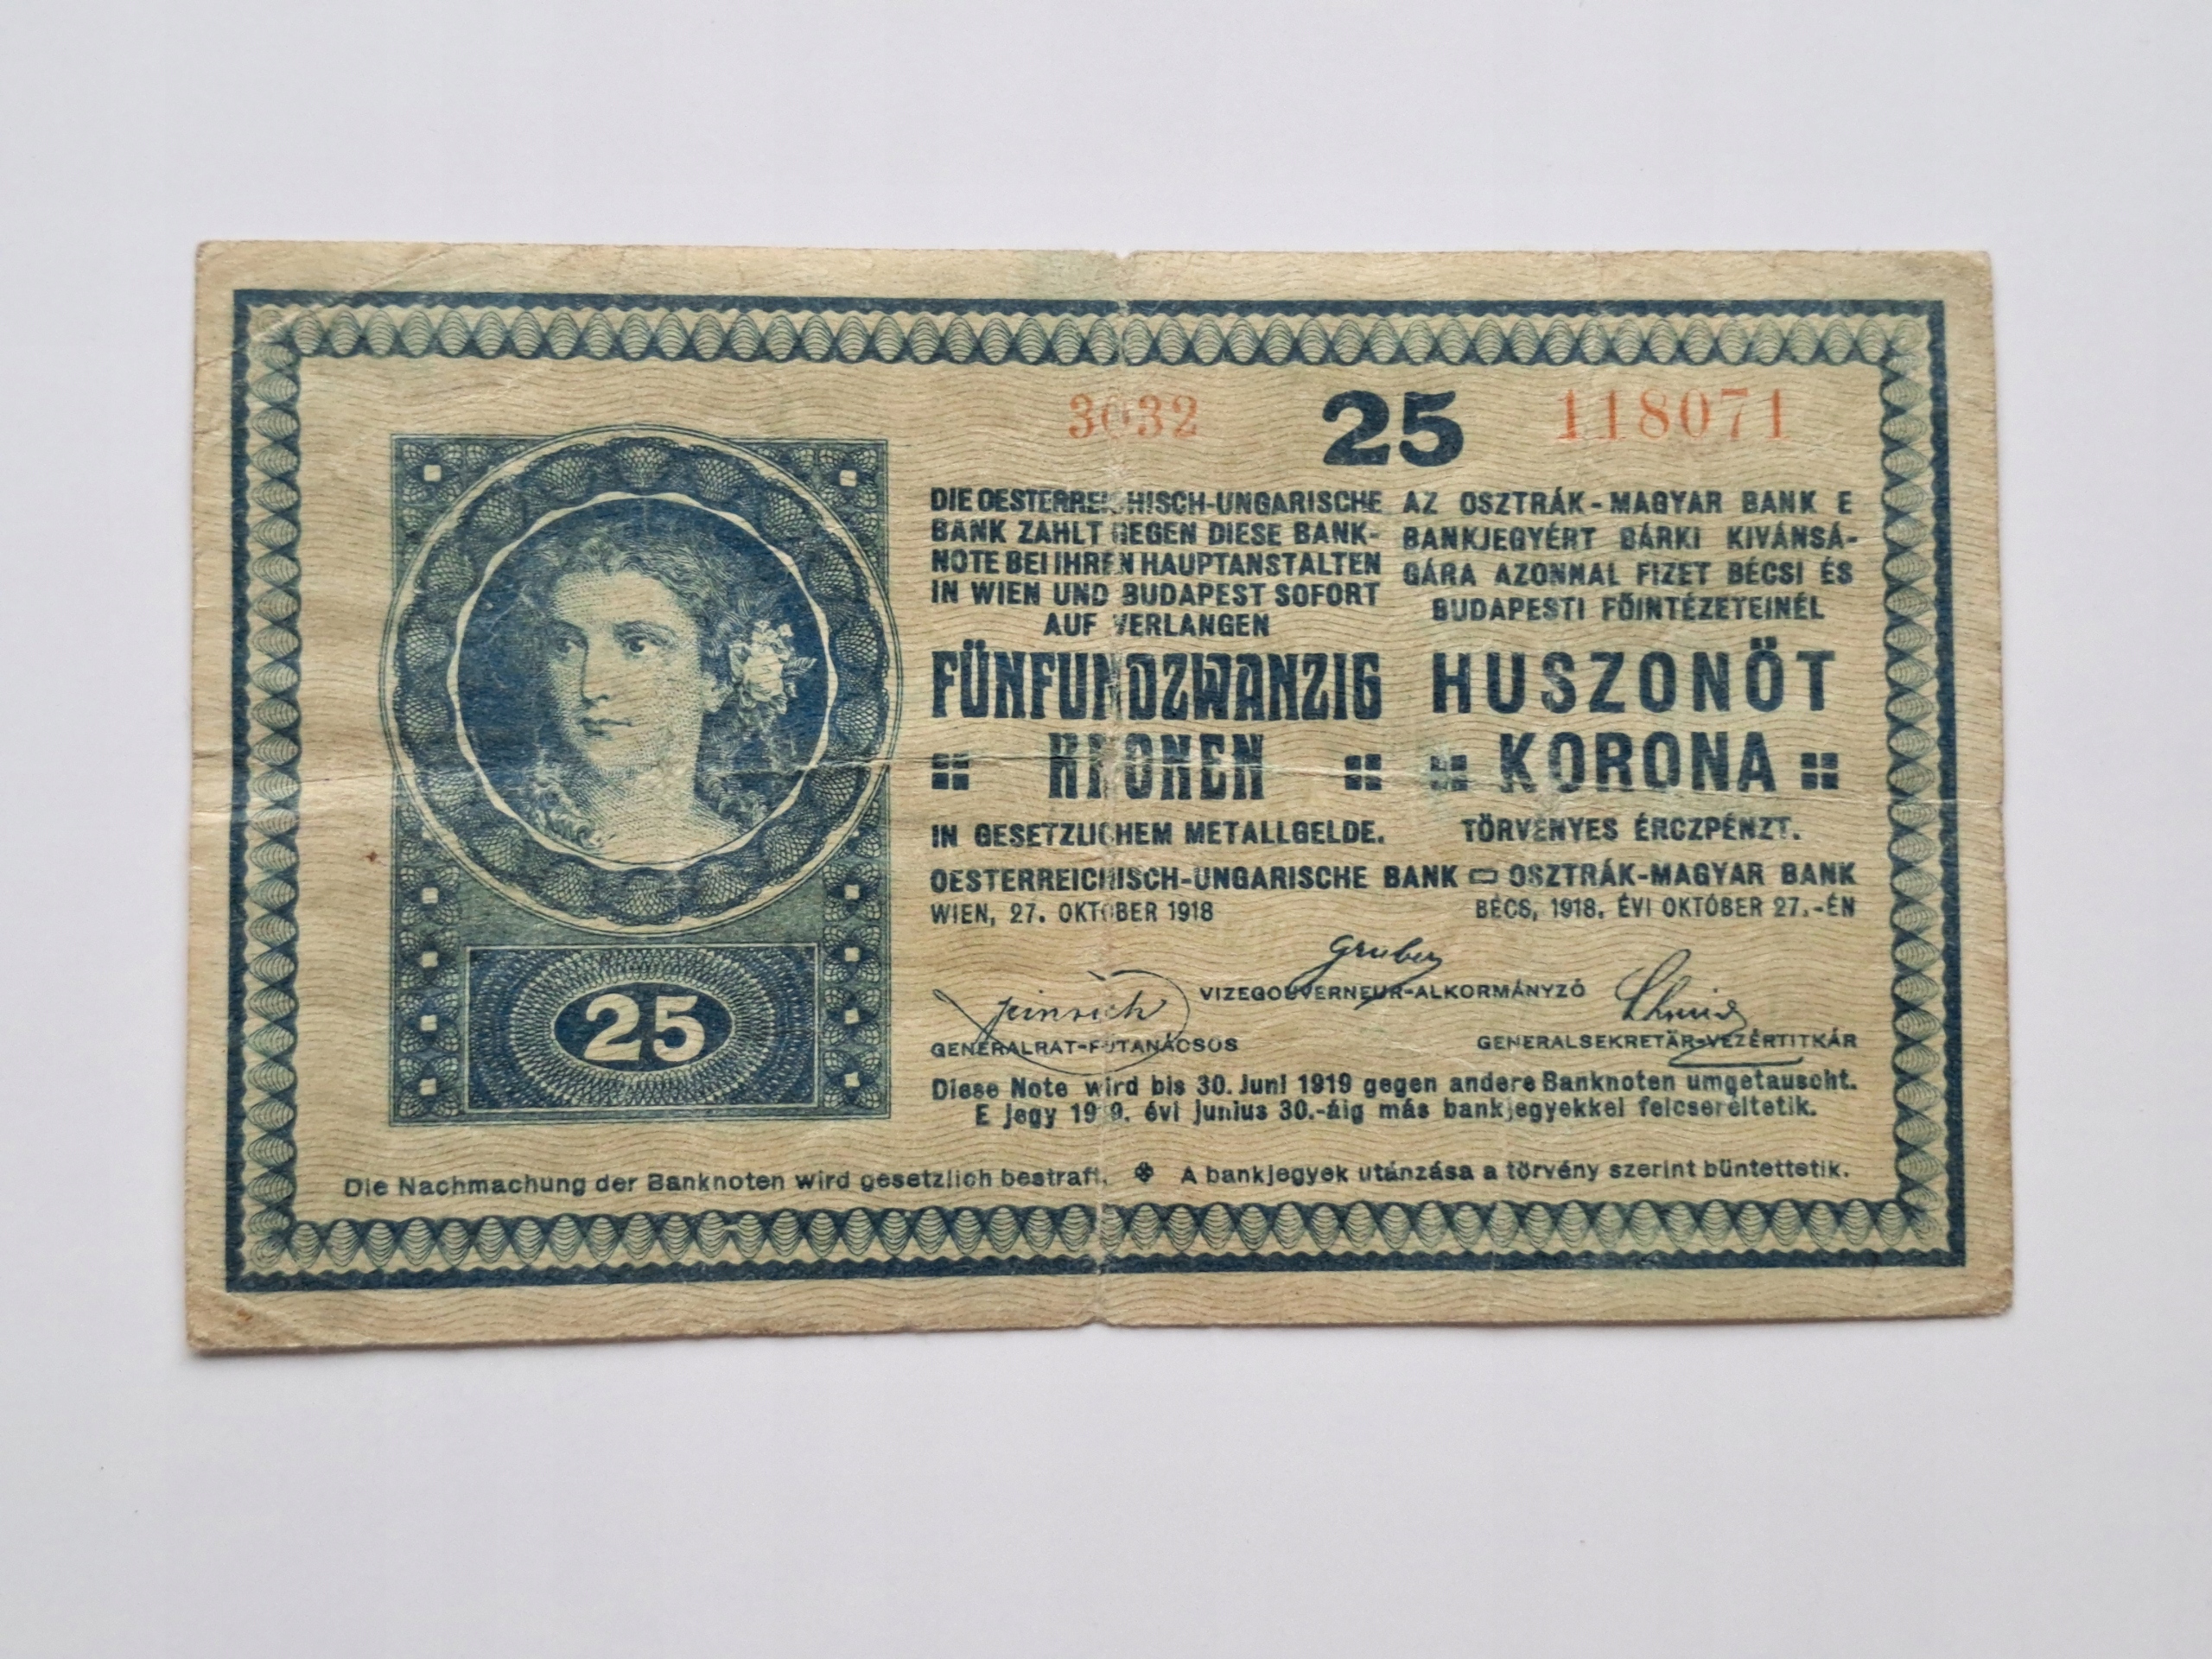 3032 25 118071
DIE OESTERREICHISCH-UNGARISCHE
BANK ZAHLT GEGEN DIESE BANK-
NOTE BEI IHREN HAUPTANSTALTEN
IN WIEN UND BUDAPEST SOFORT
AUF VERLANGEN
FÜNFUNDZWANZIG
KRONEN
IN GESETZLICHEM METALLGELDE.
AZ OSZTRÁK-MAGYAR BANK E
BANKJEGYÉRT BÁRKI KIVÁNSÁ-
GÁRA AZONNAL FIZET BÉCSI ÉS
BUDAPESTI FŐINTÉZETEINÉL
HUSZONÖT
KORONA
TÖRVÉNYES ÉRCZPÉNZT.
OESTERREICHISCH-UNGARISCHE BANK OSZTRÁK-MAGYAR BANK
WIEN, 27. OKTOBER 1918 BÉCS, 1918. ÉVI OKTÓBER 27.-ÉN
Gruber
VIZEGOUVERNEUR-ALKORMÁNYZÓ
Schmid
GENERALRAT-FŐTANÁCSOS GENERALSEKRETÄR-VEZÉRTITKÁR
Diese Note wird bis 30. Juni 1919 gegen andere Banknoten umgetauscht.
E jegy 1919. évi junius 30.-áig más bankjegyekkel felcseréltetik.
25
Die Nachmachung der Banknoten wird gesetzlich bestraft. A bankjegyek utánzása a törvény szerint büntettetik.